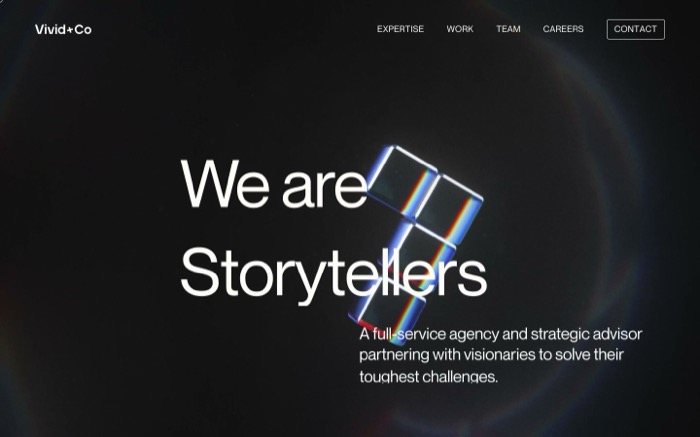 Vivid+Co
EXPERTISE WORK TEAM CAREERS CONTACT
We are
Storytellers
A full-service agency and strategic advisor
partnering with visionaries to solve their
toughest challenges.